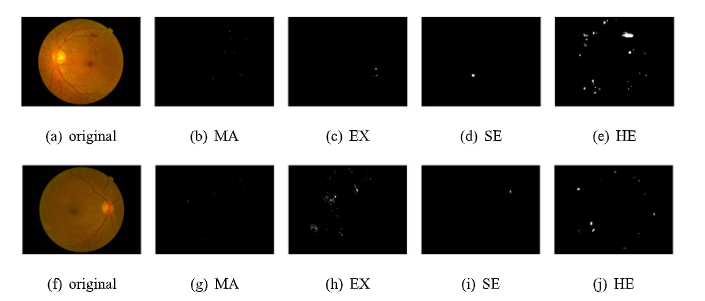 (a) original (b) MA (c) EX (d) SE (e) HE
(f) original (g) MA (h) EX (i) SE (j) HE